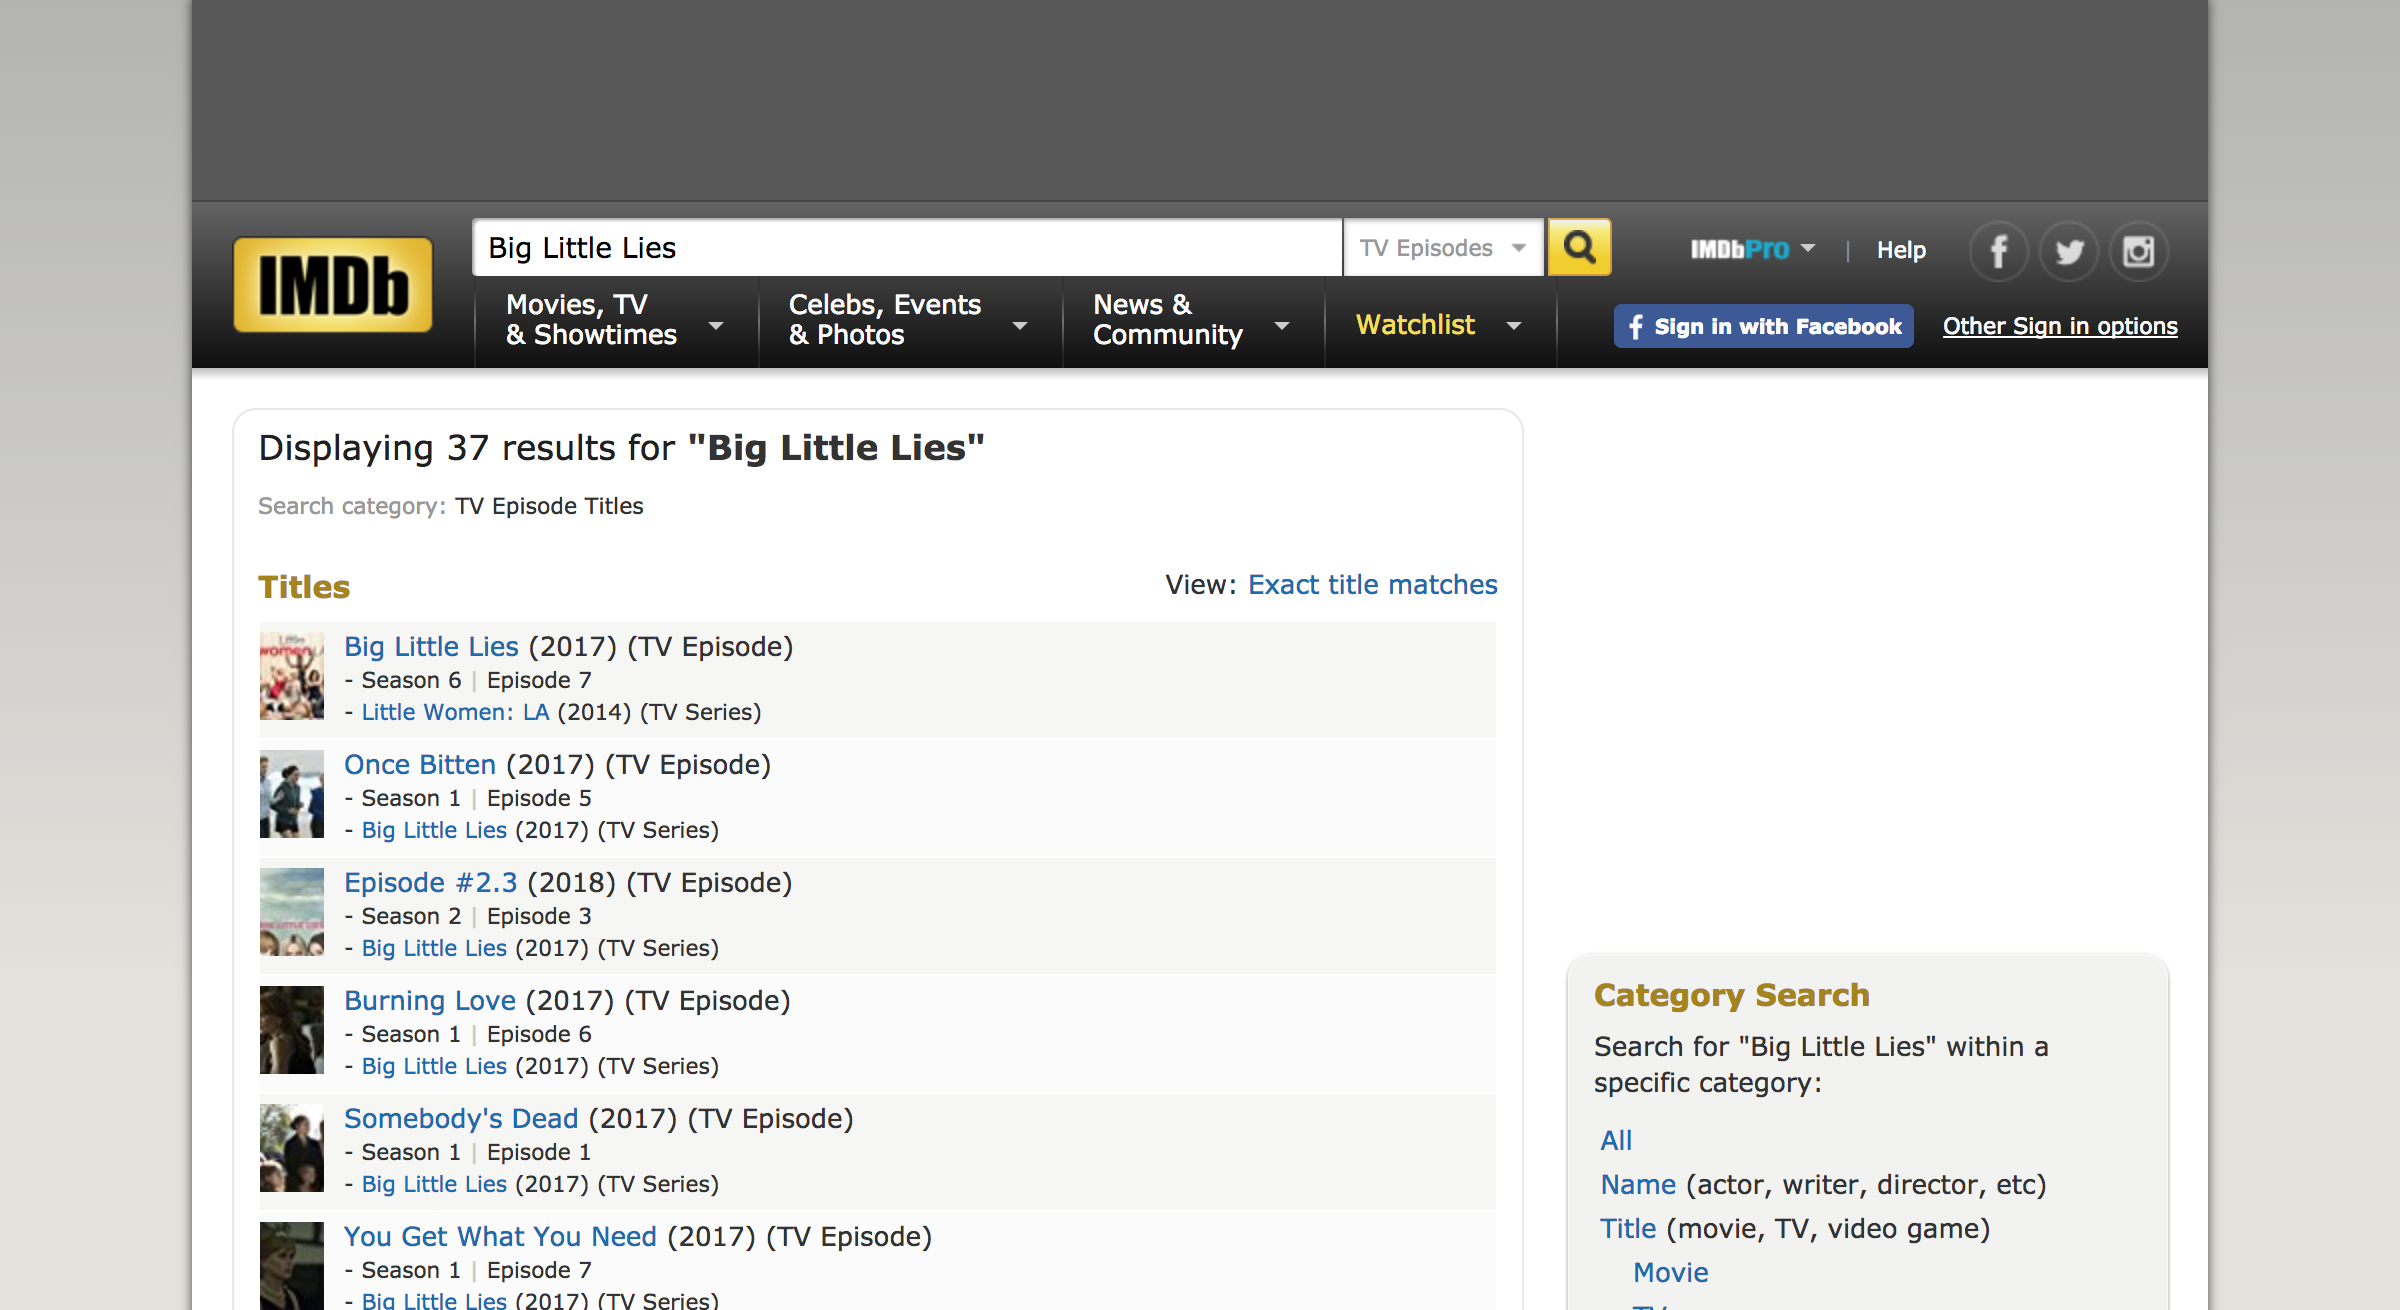 IMDb
Big Little Lies
TV Episodes
IMDbPro
|
Help
Movies, TV
& Showtimes
Celebs, Events
& Photos
News &
Community
Watchlist
Sign in with Facebook
Other Sign in options
Displaying 37 results for "Big Little Lies"
Search category: TV Episode Titles
Titles
View: Exact title matches
Big Little Lies (2017) (TV Episode)
- Season 6 | Episode 7
- Little Women: LA (2014) (TV Series)
Once Bitten (2017) (TV Episode)
- Season 1 | Episode 5
- Big Little Lies (2017) (TV Series)
Episode #2.3 (2018) (TV Episode)
- Season 2 | Episode 3
- Big Little Lies (2017) (TV Series)
Burning Love (2017) (TV Episode)
- Season 1 | Episode 6
- Big Little Lies (2017) (TV Series)
Somebody's Dead (2017) (TV Episode)
- Season 1 | Episode 1
- Big Little Lies (2017) (TV Series)
You Get What You Need (2017) (TV Episode)
- Season 1 | Episode 7
- Big Little Lies (2017) (TV Series)
Category Search
Search for "Big Little Lies" within a
specific category:
All
Name (actor, writer, director, etc)
Title (movie, TV, video game)
Movie